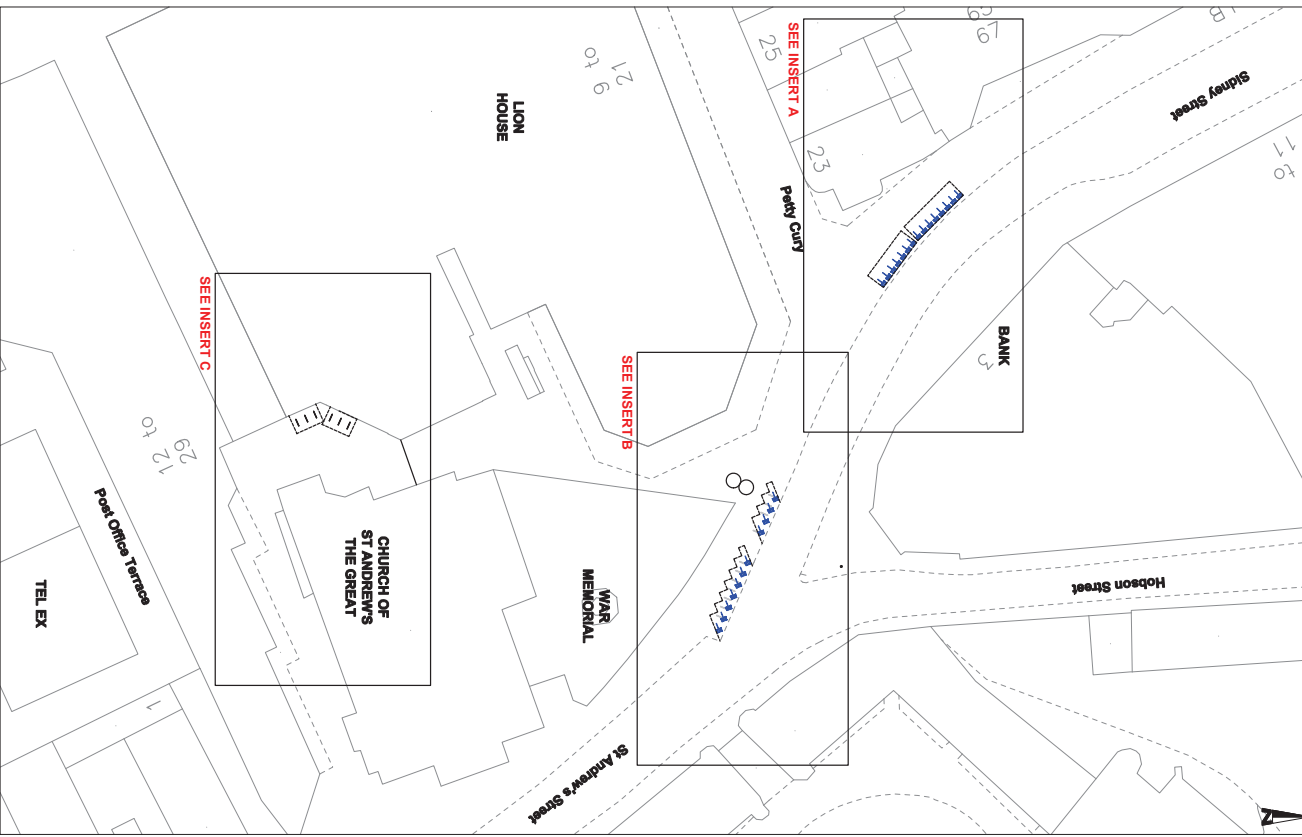 67
Sidney Street
25
SEE INSERT A
9 to
21
LION
HOUSE
11 to
23
Petty Cury
BANK
3
SEE INSERT C
SEE INSERT B
12 to
29
Post Office Terrace
TEL EX
CHURCH OF
ST ANDREW'S
THE GREAT
WAR
MEMORIAL
Hobson Street
1
St Andrew's Street
N